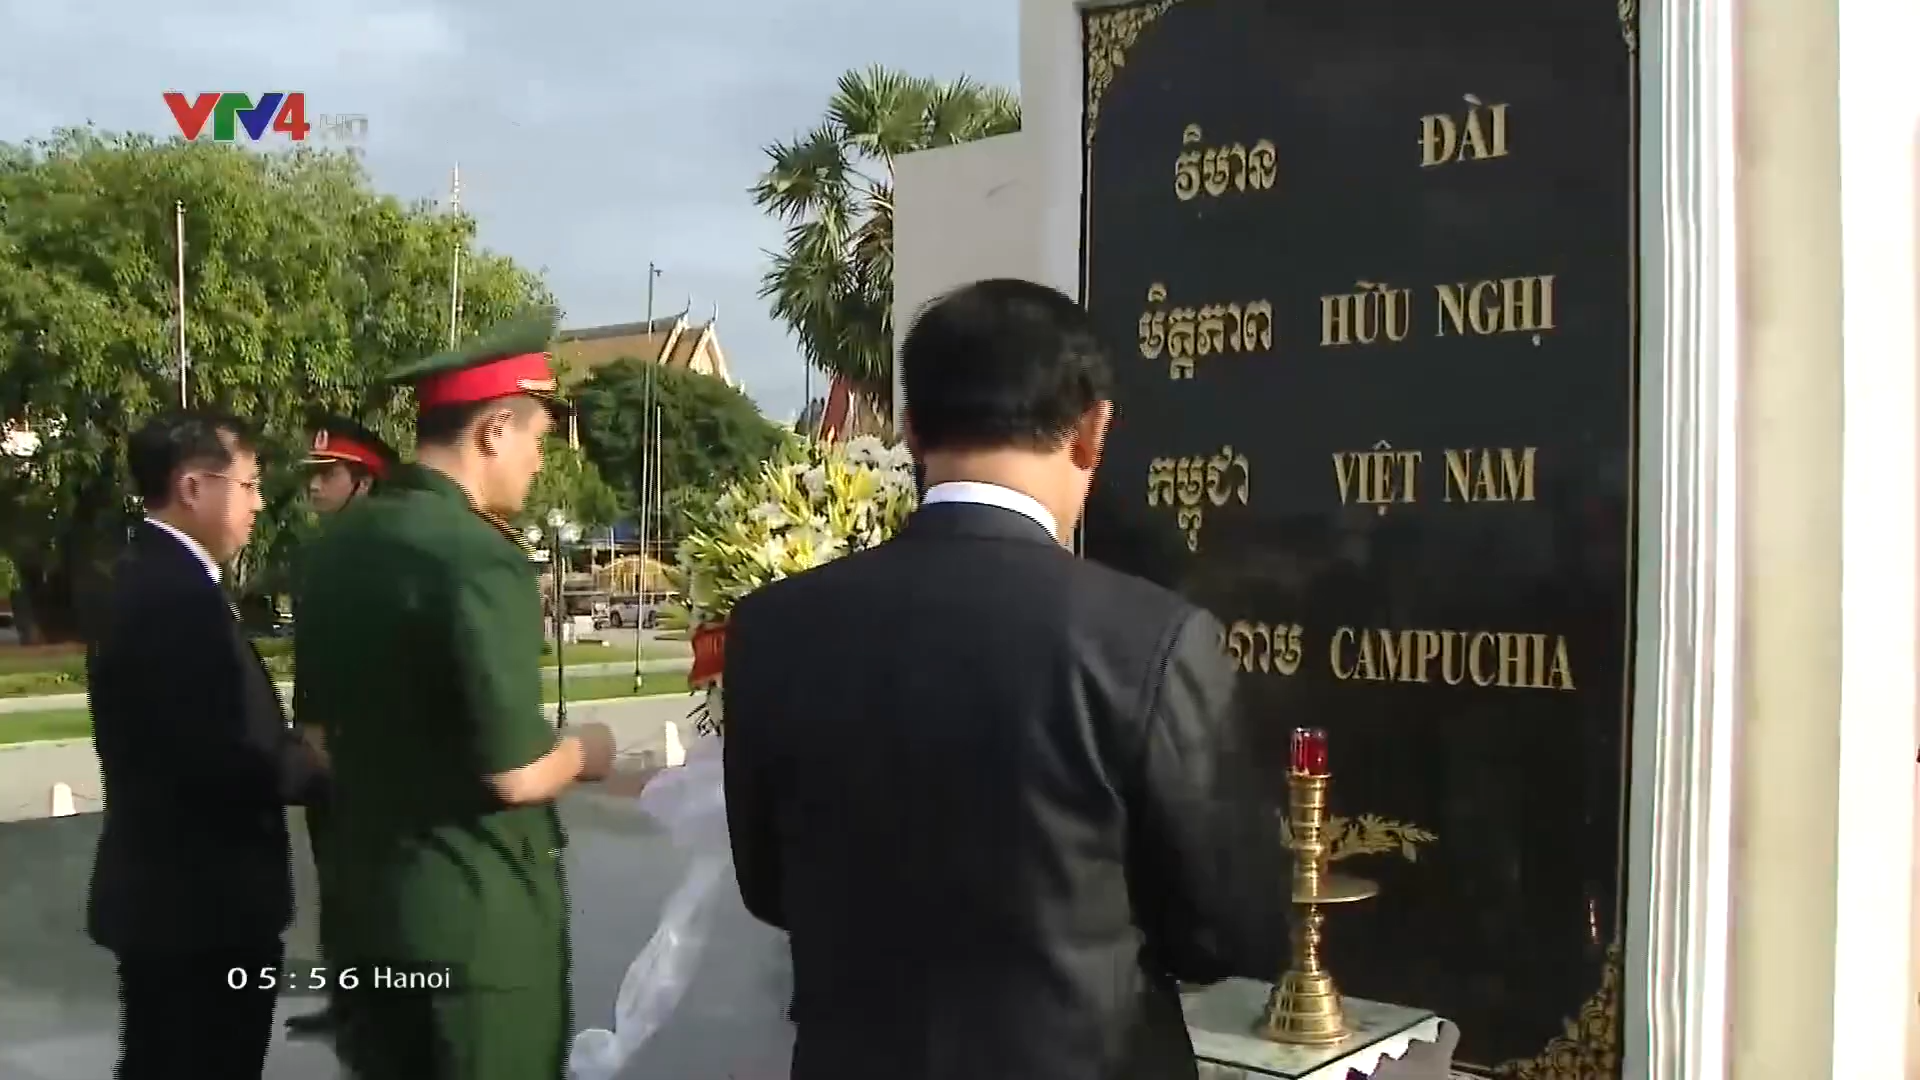 VTV4 HD
វិមាន ĐÀI
មិត្តភាព HỮU NGHỊ
កម្ពុជា VIỆT NAM
CAMPUCHIA
05:56 Hanoi